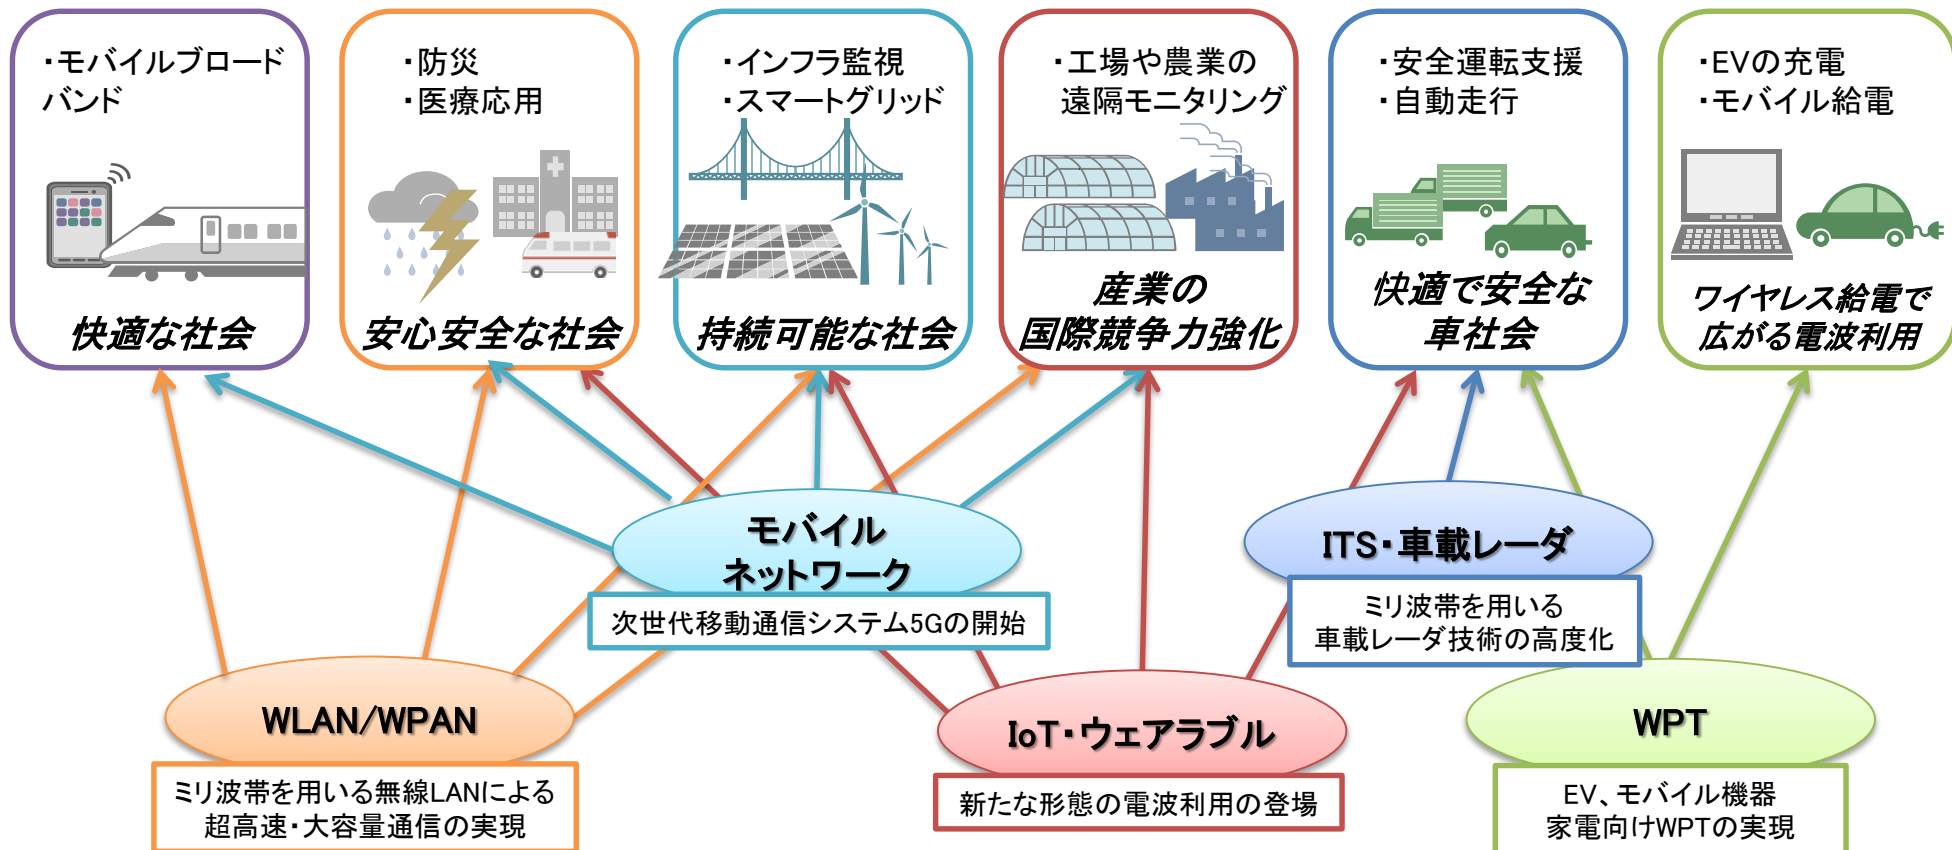 ・モバイルブロード
バンド
快適な社会
・防災
・医療応用
安心安全な社会
・インフラ監視
・スマートグリッド
持続可能な社会
・工場や農業の
遠隔モニタリング
産業の
国際競争力強化
・安全運転支援
・自動走行
快適で安全な
車社会
・EVの充電
・モバイル給電
ワイヤレス給電で
広がる電波利用
モバイル
ネットワーク
次世代移動通信システム5Gの開始
ITS・車載レーダ
ミリ波帯を用いる
車載レーダ技術の高度化
WLAN/WPAN
ミリ波帯を用いる無線LANによる
超高速・大容量通信の実現
IoT・ウェアラブル
新たな形態の電波利用の登場
WPT
EV、モバイル機器
家電向けWPTの実現